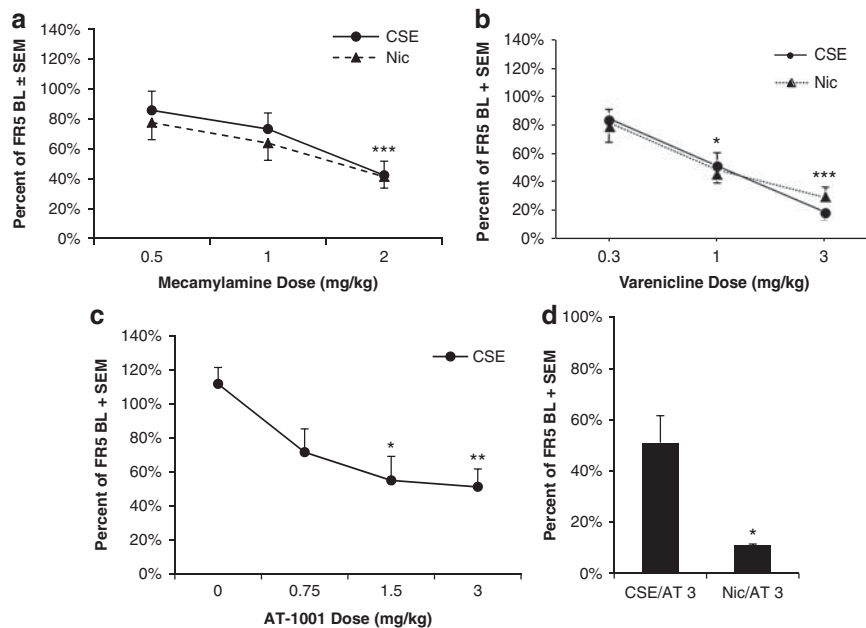 a
140%
120%
100%
80%
60%
40%
20%
0%
Percent of FR5 BL ± SEM
CSE
Nic
***
0.5 1 2
Mecamylamine Dose (mg/kg)
b
140%
120%
100%
80%
60%
40%
20%
0%
Percent of FR5 BL + SEM
CSE
Nic
*
***
0.3 1 3
Varenicline Dose (mg/kg)
c
140%
120%
100%
80%
60%
40%
20%
0%
Percent of FR5 BL + SEM
CSE
*
**
0 0.75 1.5 3
AT-1001 Dose (mg/kg)
d
100%
80%
60%
40%
20%
0%
Percent of FR5 BL + SEM
*
CSE/AT 3 Nic/AT 3